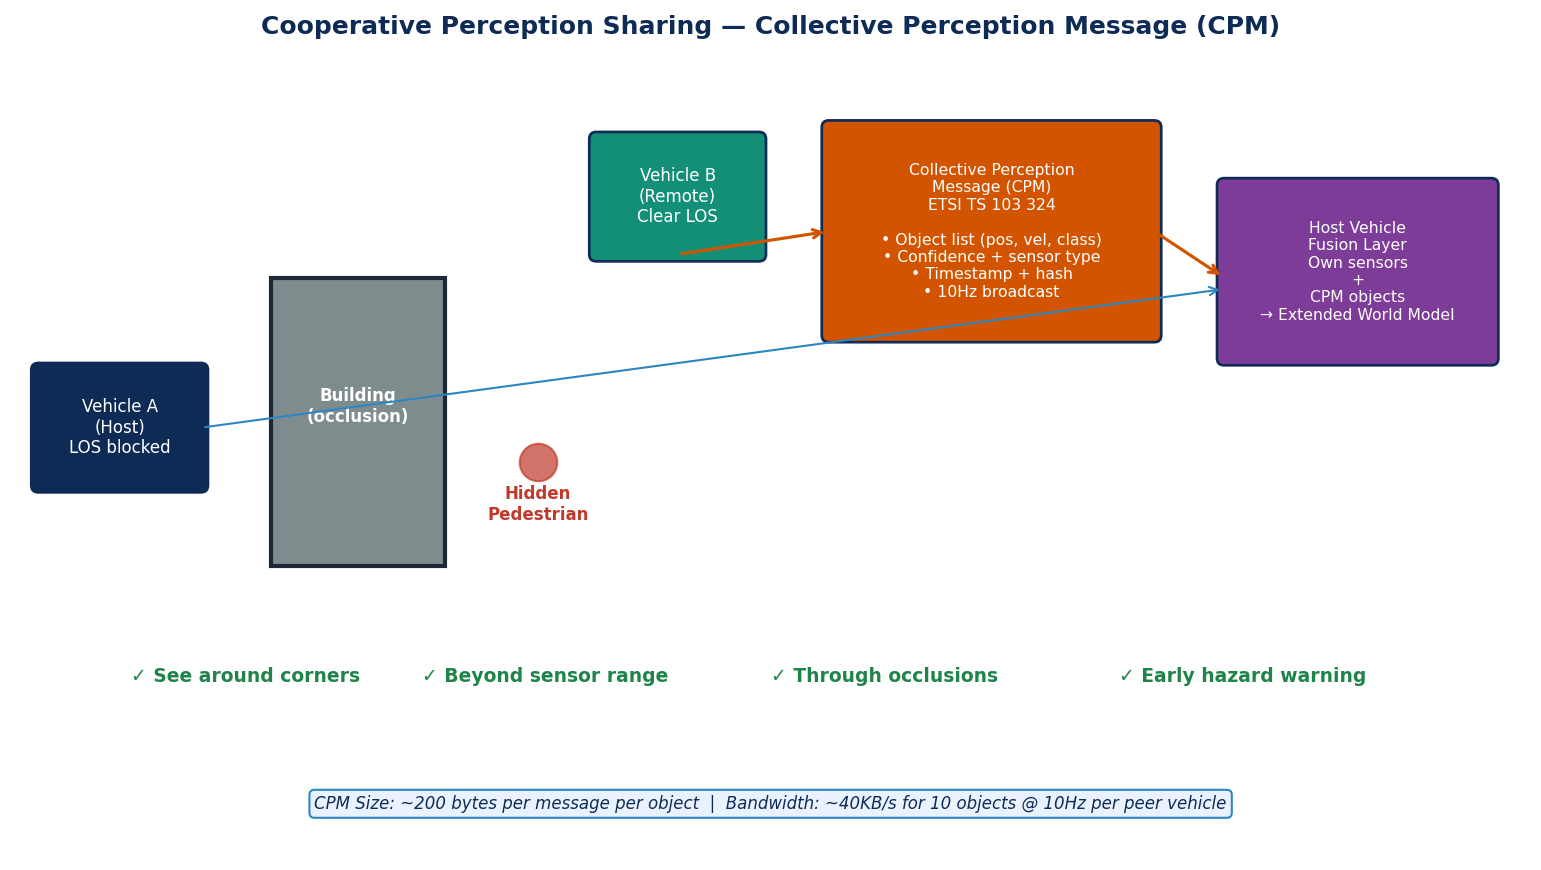 Cooperative Perception Sharing — Collective Perception Message (CPM)
Vehicle B
(Remote)
Clear LOS
Collective Perception
Message (CPM)
ETSI TS 103 324
• Object list (pos, vel, class)
• Confidence + sensor type
• Timestamp + hash
• 10Hz broadcast
Host Vehicle
Fusion Layer
Own sensors
+
CPM objects
→ Extended World Model
Vehicle A
(Host)
LOS blocked
Building
(occlusion)
Hidden
Pedestrian
✓ See around corners
✓ Beyond sensor range
✓ Through occlusions
✓ Early hazard warning
CPM Size: ~200 bytes per message per object | Bandwidth: ~40KB/s for 10 objects @ 10Hz per peer vehicle